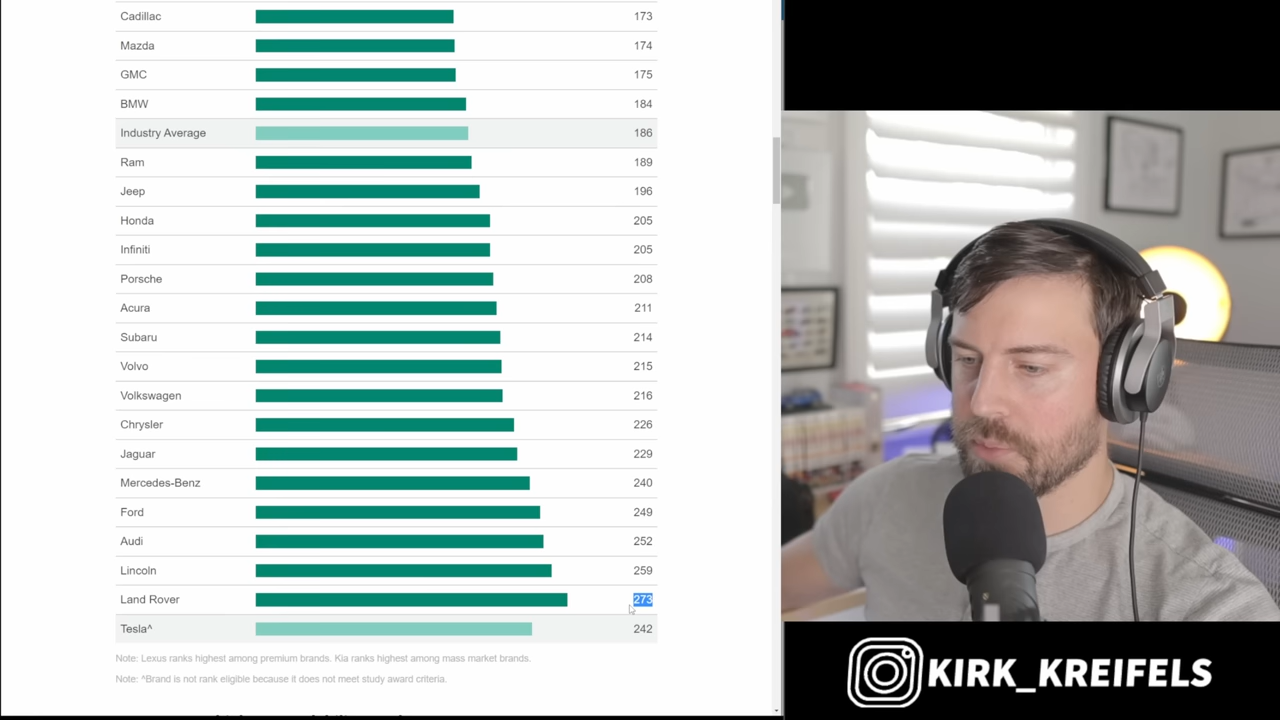 Cadillac 173
Mazda 174
GMC 175
BMW 184
Industry Average 186
Ram 189
Jeep 196
Honda 205
Infiniti 205
Porsche 208
Acura 211
Subaru 214
Volvo 215
Volkswagen 216
Chrysler 226
Jaguar 229
Mercedes-Benz 240
Ford 249
Audi 252
Lincoln 259
Land Rover 273
Tesla^ 242
Note: Lexus ranks highest among premium brands. Kia ranks highest among mass market brands.
Note: ^Brand is not rank eligible because it does not meet study award criteria.
KIRK_KREIFELS